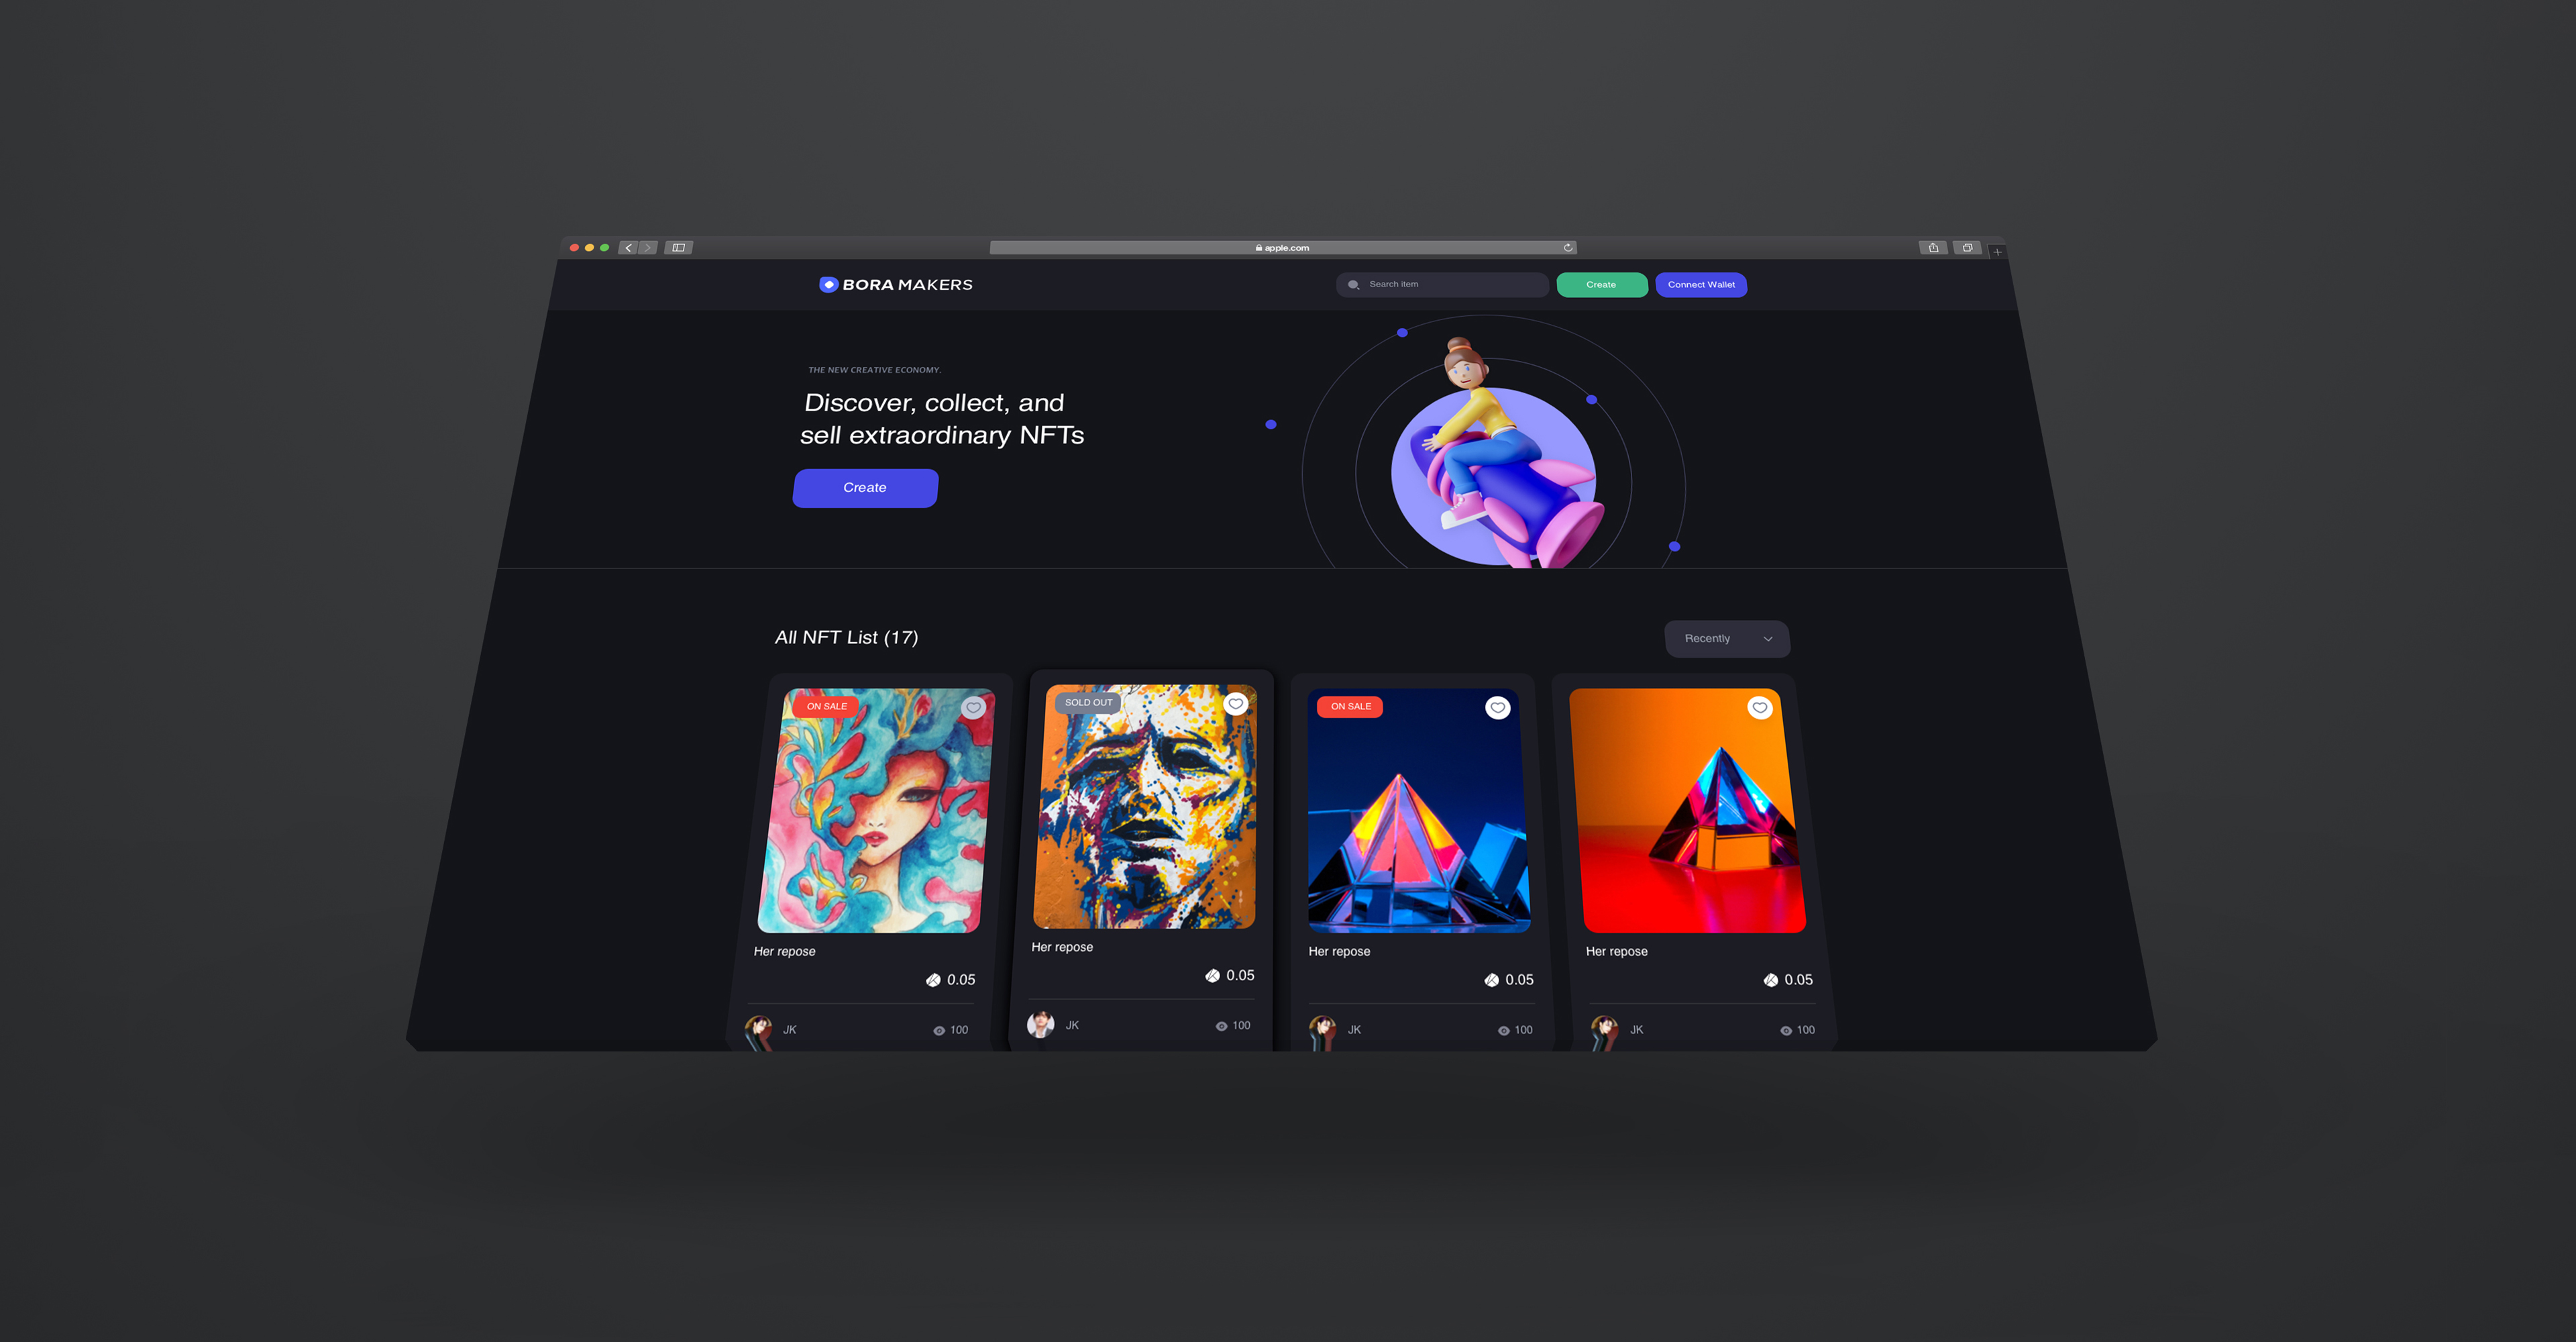 apple.com
BORA MAKERS
Search item
Create
Connect Wallet
THE NEW CREATIVE ECONOMY.
Discover, collect, and
sell extraordinary NFTs
Create
All NFT List (17)
Recently
ON SALE
SOLD OUT
ON SALE
Her repose
Her repose
Her repose
Her repose
0.05
0.05
0.05
0.05
JK
100
JK
100
JK
100
JK
100